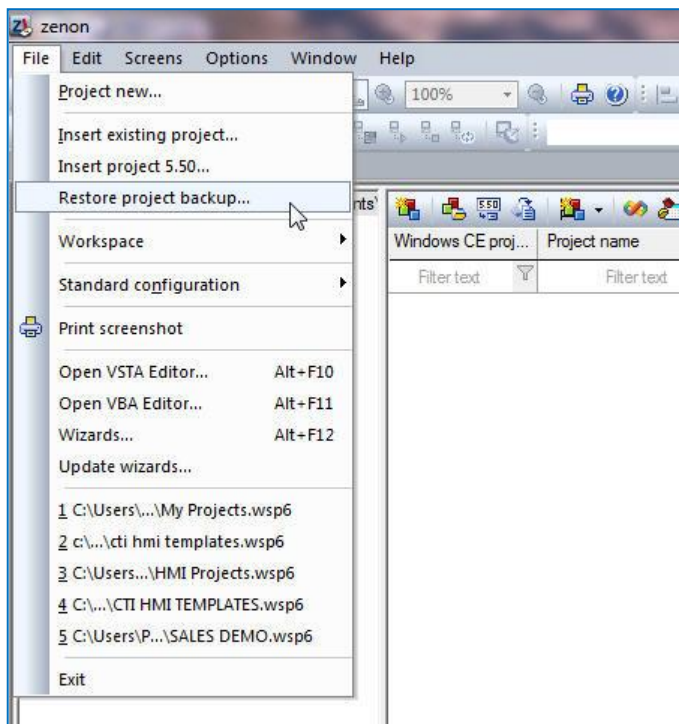 zenon
File Edit Screens Options Window Help
Project new...
100%
Insert existing project...
Insert project 5.50...
Restore project backup...
nts'
Workspace
Windows CE proj... Project name
Standard configuration
Filter text Filter text
Print screenshot
Open VSTA Editor... Alt+F10
Open VBA Editor... Alt+F11
Wizards... Alt+F12
Update wizards...
1 C:\Users\...\My Projects.wsp6
2 c:\...\cti hmi templates.wsp6
3 C:\Users...\HMI Projects.wsp6
4 C:\...\CTI HMI TEMPLATES.wsp6
5 C:\Users\P...\SALES DEMO.wsp6
Exit